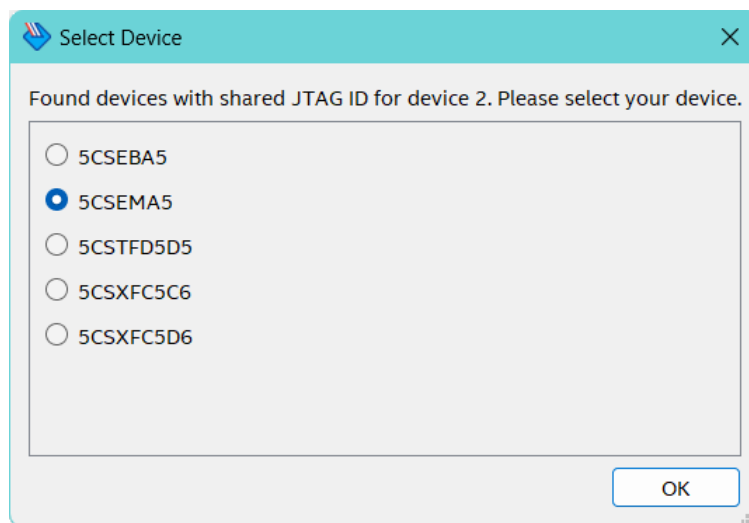 Select Device
Found devices with shared JTAG ID for device 2. Please select your device.
5CSEBA5
5CSEMA5
5CSTFD5D5
5CSXFC5C6
5CSXFC5D6
OK